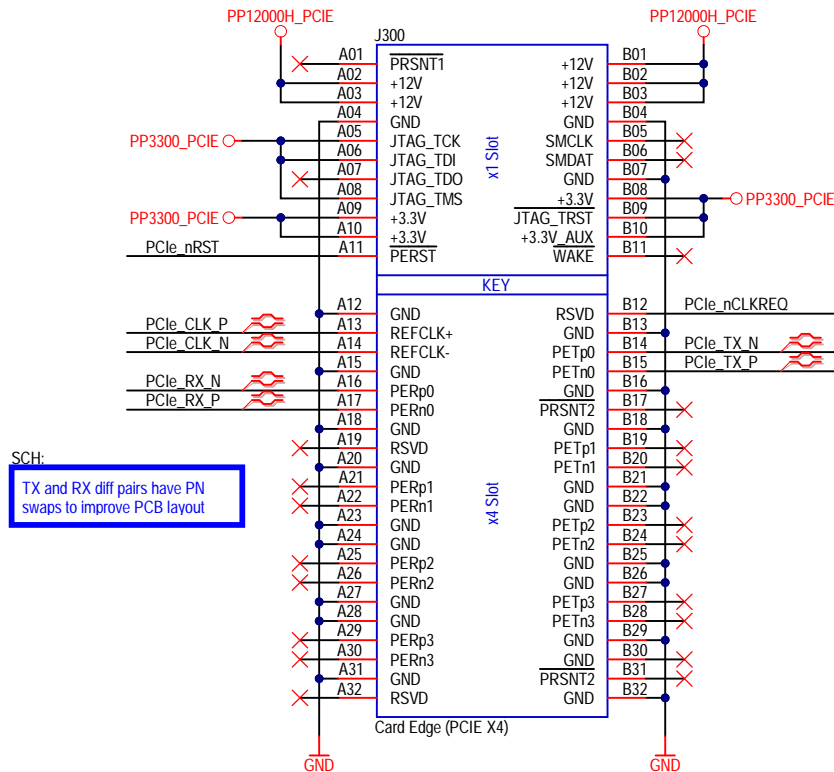 PP12000H_PCIE PP12000H_PCIE
J300
A01 PRSNT1 +12V B01
A02 +12V +12V B02
A03 +12V +12V B03
A04 GND GND B04
PP3300_PCIE A05 JTAG_TCK SMCLK B05
A06 JTAG_TDI SMDAT B06
A07 JTAG_TDO GND B07
A08 JTAG_TMS +3.3V B08 PP3300_PCIE
PP3300_PCIE A09 +3.3V JTAG_TRST B09
A10 +3.3V +3.3V_AUX B10
PCIe_nRST A11 PERST WAKE B11
x1 Slot
KEY
A12 GND RSVD B12 PCIe_nCLKREQ
PCIe_CLK_P A13 REFCLK+ GND B13
PCIe_CLK_N A14 REFCLK- PETp0 B14 PCIe_TX_N
A15 GND PETn0 B15 PCIe_TX_P
PCIe_RX_N A16 PERp0 GND B16
PCIe_RX_P A17 PERn0 PRSNT2 B17
A18 GND GND B18
A19 RSVD PETp1 B19
A20 GND PETn1 B20
A21 PERp1 GND B21
A22 PERn1 GND B22
A23 GND PETp2 B23
A24 GND PETn2 B24
A25 PERp2 GND B25
A26 PERn2 GND B26
A27 GND PETp3 B27
A28 GND PETn3 B28
A29 PERp3 GND B29
A30 PERn3 GND B30
A31 GND PRSNT2 B31
A32 RSVD GND B32
x4 Slot
SCH:
TX and RX diff pairs have PN
swaps to improve PCB layout
Card Edge (PCIE X4)
GND GND